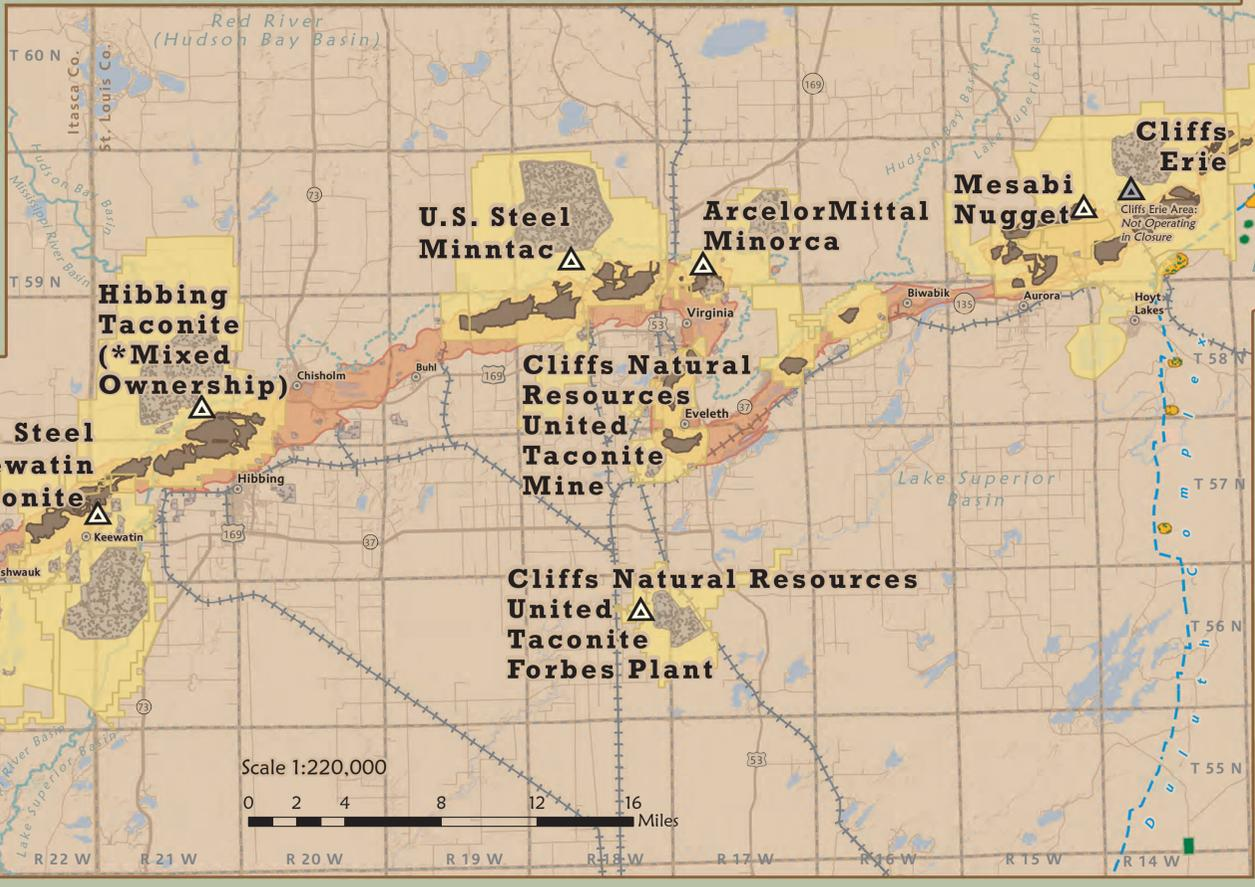 Red River
(Hudson Bay Basin)
T 60 N
Itasca Co.
St. Louis Co.
169
Hudson Bay Basin
Lake Superior Basin
Cliffs
Erie
Hudson Bay Basin
Mississippi River Basin
73
Mesabi
Nugget
Cliffs Erie Area:
Not Operating
in Closure
U.S. Steel
Minntac
ArcelorMittal
Minorca
T 59 N
Hibbing
Taconite
(*Mixed
Ownership)
Biwabik
135
Aurora
Hoyt
Lakes
Virginia
53
T 58 N
Chisholm
Buhl
169
Cliffs Natural
Resources
United
Taconite
Mine
Eveleth
37
Steel
ewatin
onite
Hibbing
Lake Superior
Basin
T 57 N
169
37
Keewatin
shwauk
Cliffs Natural Resources
United
Taconite
Forbes Plant
T 56 N
Duluth Complex
73
River Basin
Lake Superior Basin
53
T 55 N
Scale 1:220,000
0 2 4 8 12 16
Miles
R 22 W R 21 W R 20 W R 19 W R 18 W R 17 W R 16 W R 15 W R 14 W